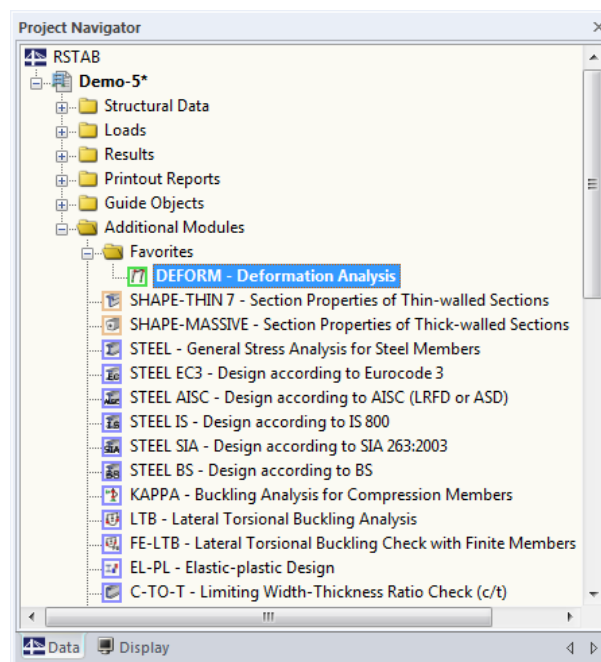 Project Navigator
RSTAB
Demo-5*
Structural Data
Loads
Results
Printout Reports
Guide Objects
Additional Modules
Favorites
DEFORM - Deformation Analysis
SHAPE-THIN 7 - Section Properties of Thin-walled Sections
SHAPE-MASSIVE - Section Properties of Thick-walled Sections
STEEL - General Stress Analysis for Steel Members
STEEL EC3 - Design according to Eurocode 3
STEEL AISC - Design according to AISC (LRFD or ASD)
STEEL IS - Design according to IS 800
STEEL SIA - Design according to SIA 263:2003
STEEL BS - Design according to BS
KAPPA - Buckling Analysis for Compression Members
LTB - Lateral Torsional Buckling Analysis
FE-LTB - Lateral Torsional Buckling Check with Finite Members
EL-PL - Elastic-plastic Design
C-TO-T - Limiting Width-Thickness Ratio Check (c/t)
Data Display